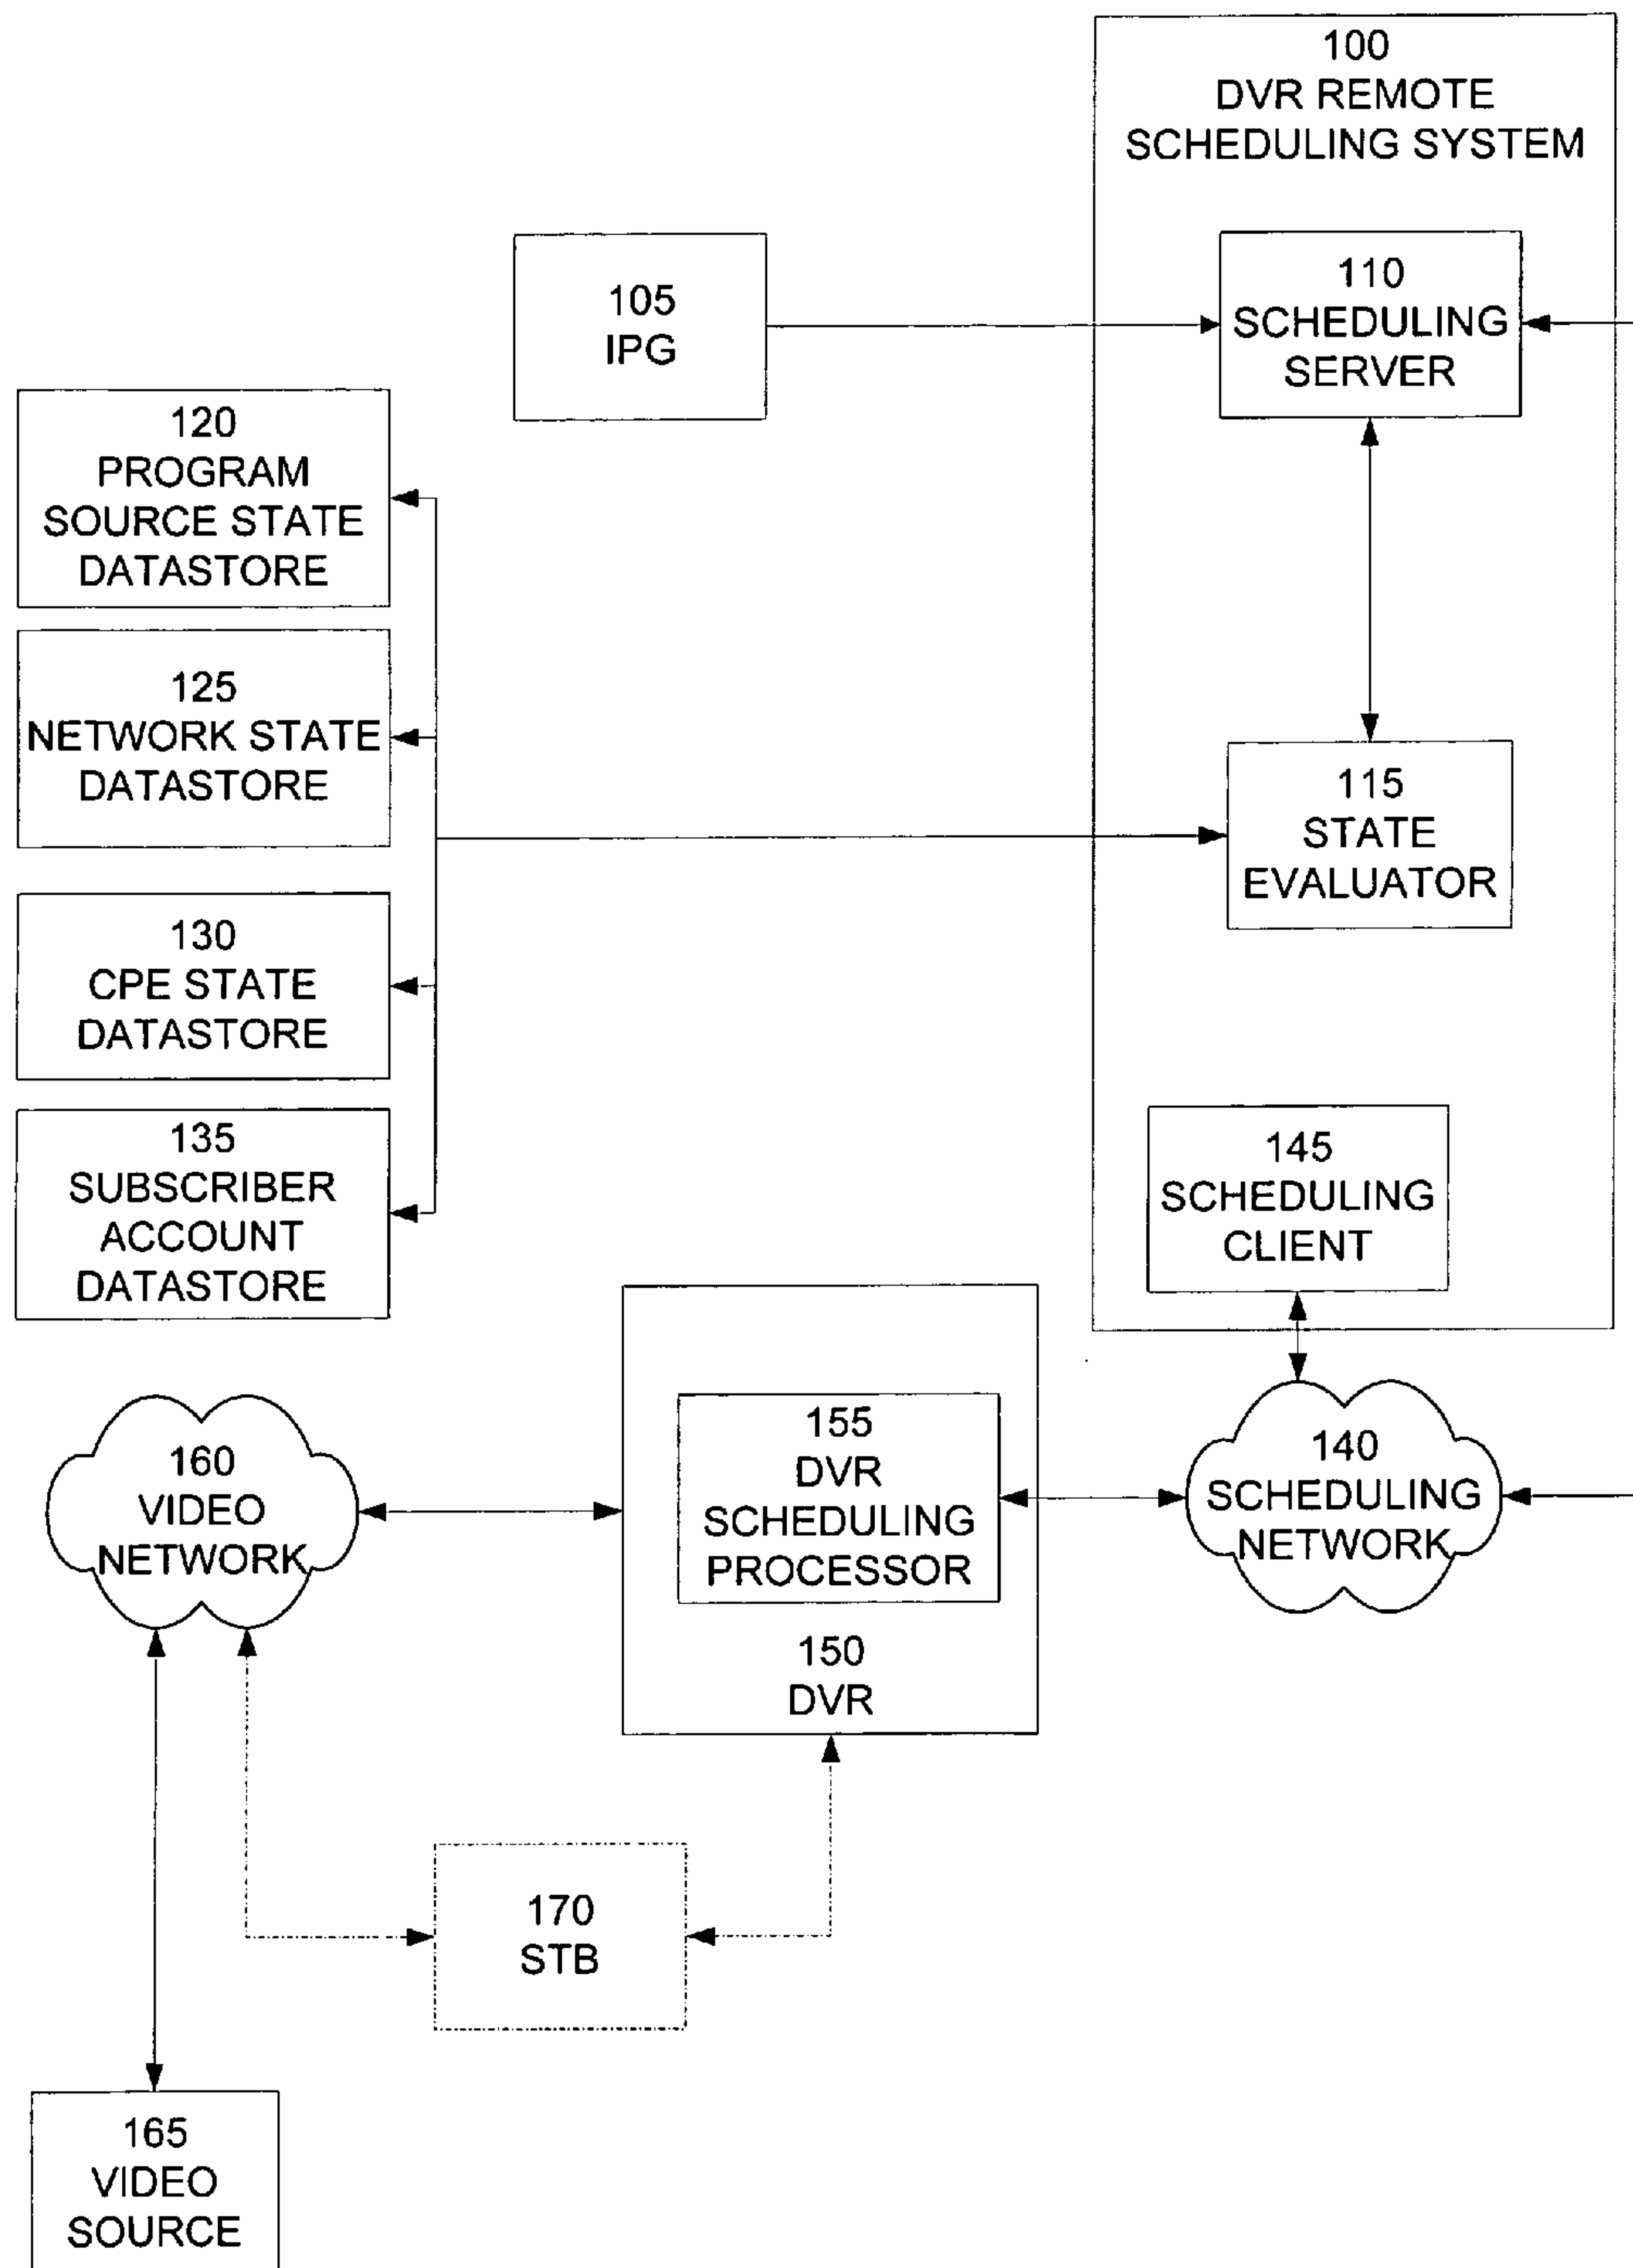 100
DVR REMOTE
SCHEDULING SYSTEM
105
IPG
110
SCHEDULING
SERVER
120
PROGRAM
SOURCE STATE
DATASTORE
125
NETWORK STATE
DATASTORE
115
STATE
EVALUATOR
130
CPE STATE
DATASTORE
135
SUBSCRIBER
ACCOUNT
DATASTORE
145
SCHEDULING
CLIENT
160
VIDEO
NETWORK
155
DVR
SCHEDULING
PROCESSOR
150
DVR
140
SCHEDULING
NETWORK
170
STB
165
VIDEO
SOURCE